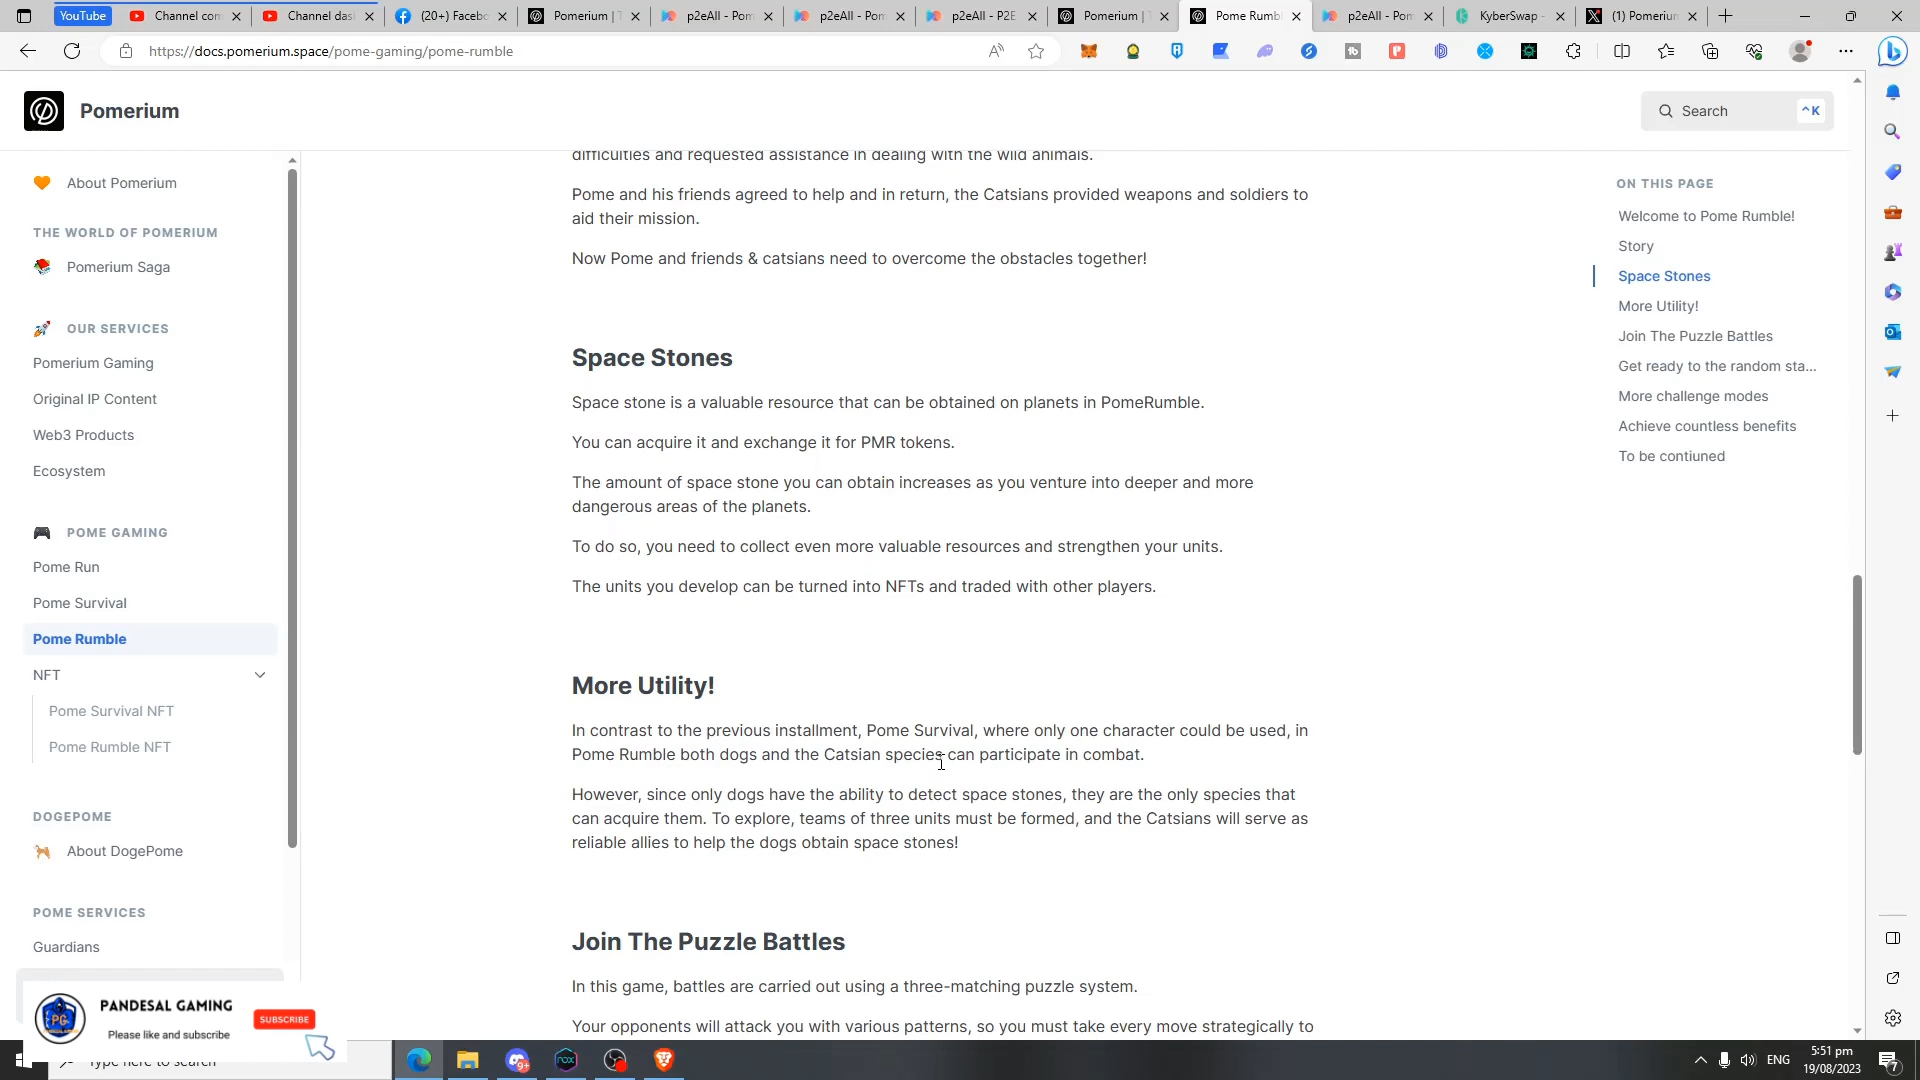 YouTube
Channel con
Channel das
(20+) Facebo
Pomerium | T
p2eAll - Pom
p2eAll - Pom
p2eAll - P2E
Pomerium | T
Pome Rumbl
p2eAll - Pom
KyberSwap -
(1) Pomerium
https://docs.pomerium.space/pome-gaming/pome-rumble
Pomerium
Search
^K
About Pomerium
THE WORLD OF POMERIUM
Pomerium Saga
OUR SERVICES
Pomerium Gaming
Original IP Content
Web3 Products
Ecosystem
POME GAMING
Pome Run
Pome Survival
Pome Rumble
NFT
Pome Survival NFT
Pome Rumble NFT
DOGEPOME
About DogePome
POME SERVICES
Guardians
difficulties and requested assistance in dealing with the wild animals.
Pome and his friends agreed to help and in return, the Catsians provided weapons and soldiers to
aid their mission.
Now Pome and friends & catsians need to overcome the obstacles together!
Space Stones
Space stone is a valuable resource that can be obtained on planets in PomeRumble.
You can acquire it and exchange it for PMR tokens.
The amount of space stone you can obtain increases as you venture into deeper and more
dangerous areas of the planets.
To do so, you need to collect even more valuable resources and strengthen your units.
The units you develop can be turned into NFTs and traded with other players.
More Utility!
In contrast to the previous installment, Pome Survival, where only one character could be used, in
Pome Rumble both dogs and the Catsian species can participate in combat.
However, since only dogs have the ability to detect space stones, they are the only species that
can acquire them. To explore, teams of three units must be formed, and the Catsians will serve as
reliable allies to help the dogs obtain space stones!
Join The Puzzle Battles
In this game, battles are carried out using a three-matching puzzle system.
Your opponents will attack you with various patterns, so you must take every move strategically to
ON THIS PAGE
Welcome to Pome Rumble!
Story
Space Stones
More Utility!
Join The Puzzle Battles
Get ready to the random sta...
More challenge modes
Achieve countless benefits
To be contiuned
PG
PANDESAL GAMING
Please like and subscribe
SUBSCRIBE
Type here to search
9+
ENG
5:51 pm
19/08/2023
7